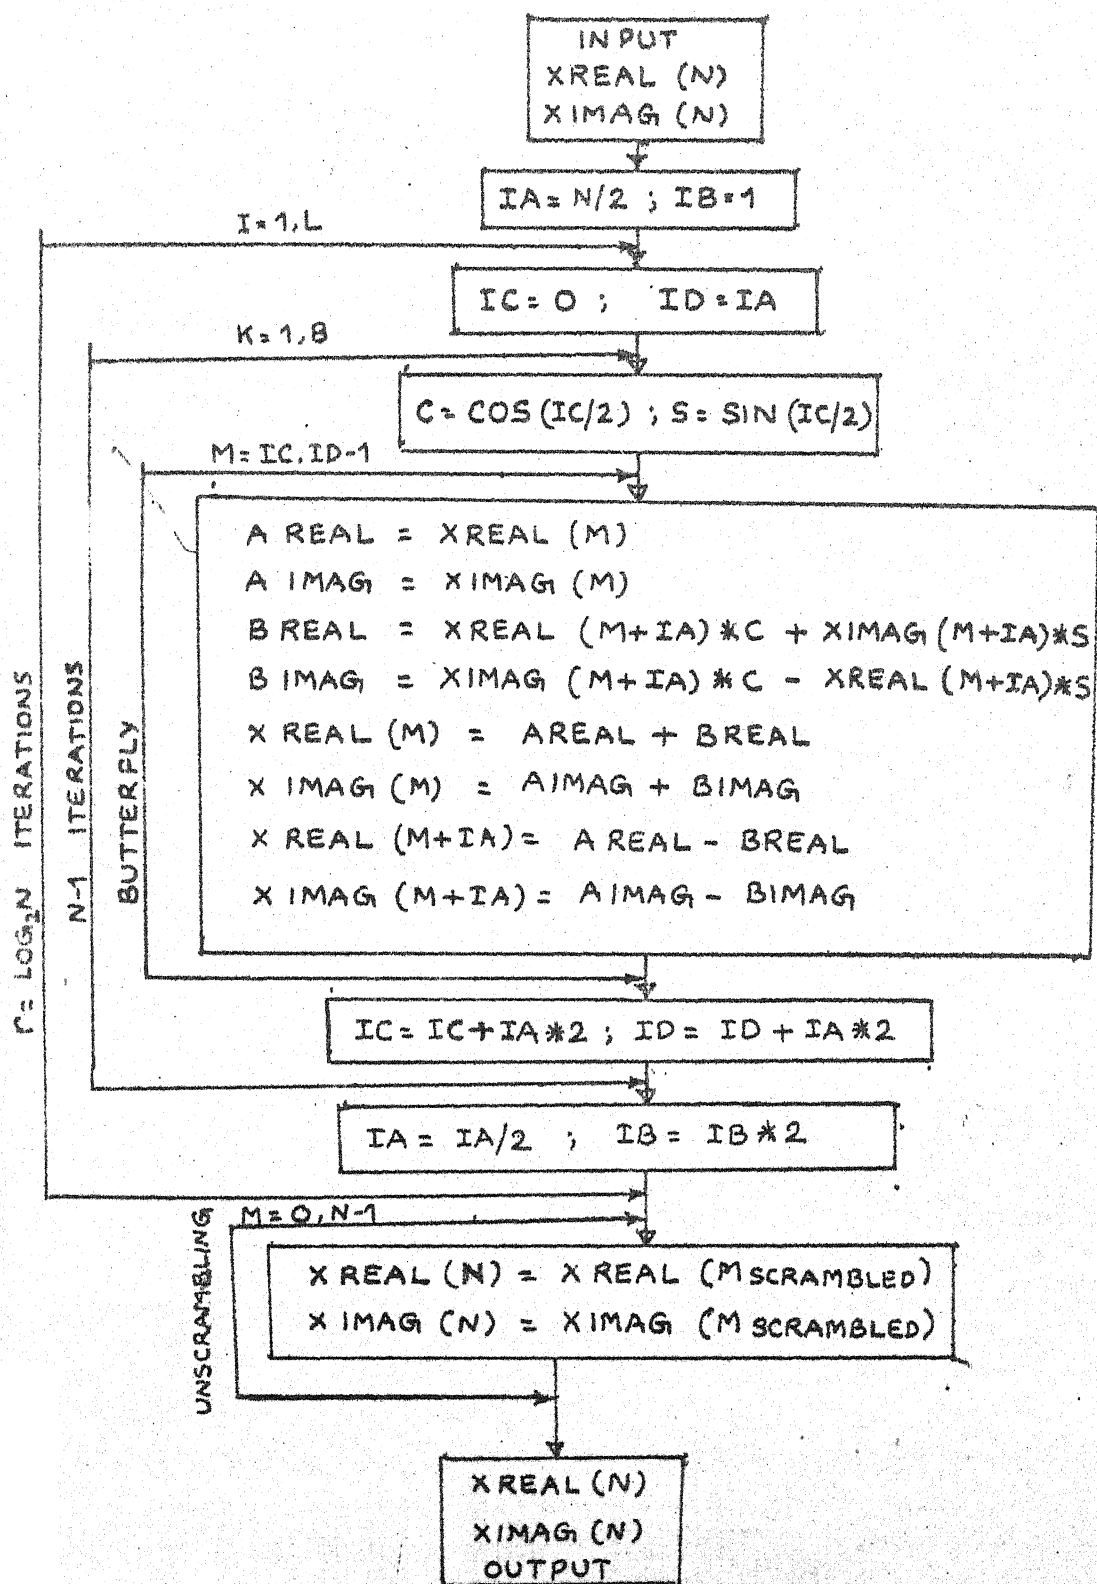 INPUT
XREAL (N)
XIMAG (N)
IA = N/2 ; IB=1
I=1,L
IC = 0 ; ID = IA
K=1,B
C= COS (IC/2) ; S= SIN (IC/2)
M= IC, ID-1
A REAL = XREAL (M)
A IMAG = XIMAG (M)
B REAL = XREAL (M+IA)*C + XIMAG (M+IA)*S
B IMAG = XIMAG (M+IA)*C - XREAL (M+IA)*S
X REAL (M) = AREAL + BREAL
X IMAG (M) = AIMAG + BIMAG
X REAL (M+IA) = A REAL - BREAL
X IMAG (M+IA) = AIMAG - BIMAG
r= LOG₂N ITERATIONS
N-1 ITERATIONS
BUTTERFLY
IC= IC+IA*2 ; ID= ID + IA*2
IA = IA/2 ; IB= IB*2
UNSCRAMBLING
M=0,N-1
X REAL (N) = X REAL (M SCRAMBLED)
X IMAG (N) = XIMAG (M SCRAMBLED)
XREAL (N)
XIMAG (N)
OUTPUT